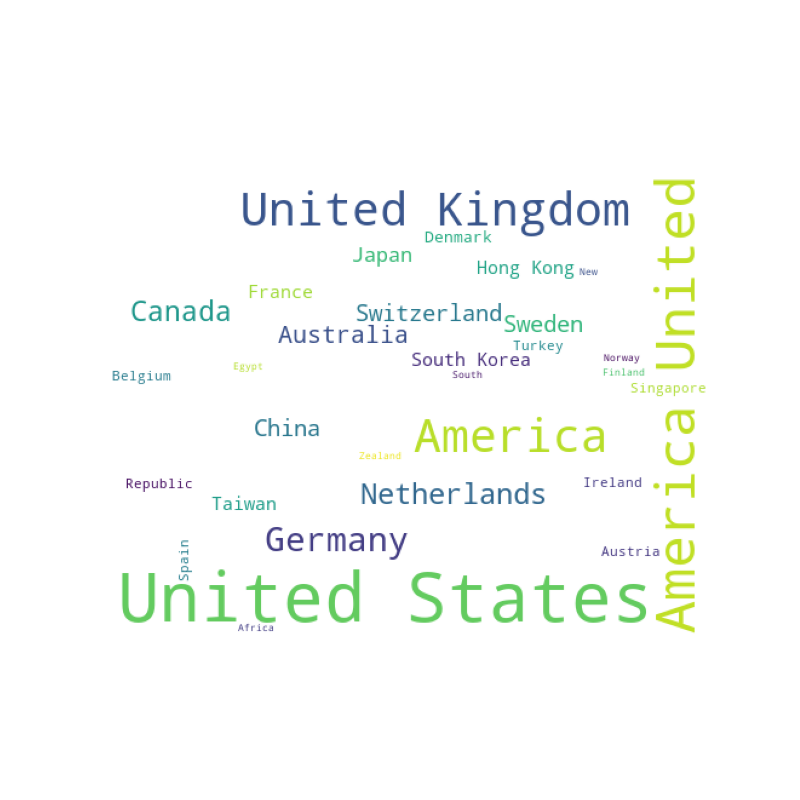 United Kingdom
America United
Denmark
Japan
Hong Kong
New
France
Canada
Switzerland
Sweden
Australia
Turkey
South Korea
Norway
Egypt
Finland
Belgium
South
Singapore
China
America
Zealand
Republic
Ireland
Netherlands
Taiwan
Germany
Austria
Spain
United States
Africa